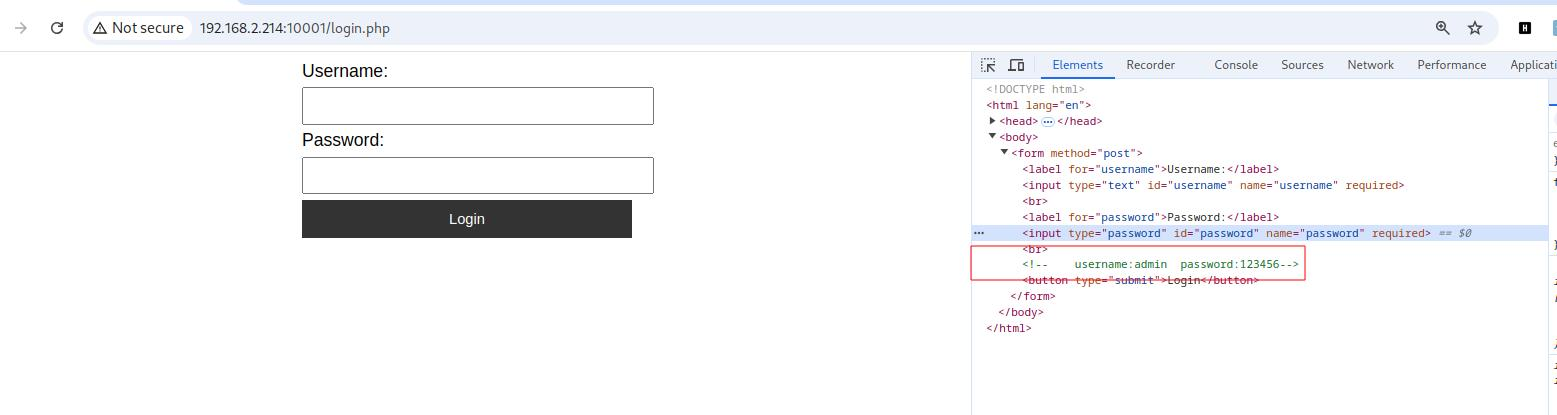 Not secure 192.168.2.214:10001/login.php
Username:
Password:
Login
Elements Recorder Console Sources Network Performance Applicati
<!DOCTYPE html>
<html lang="en">
<head> ··· </head>
<body>
<form method="post">
<label for="username">Username:</label>
<input type="text" id="username" name="username" required>
<br>
<label for="password">Password:</label>
··· <input type="password" id="password" name="password" required> == $0
<br>
<!-- username:admin password:123456-->
<button type="submit">Login</button>
</form>
</body>
</html>